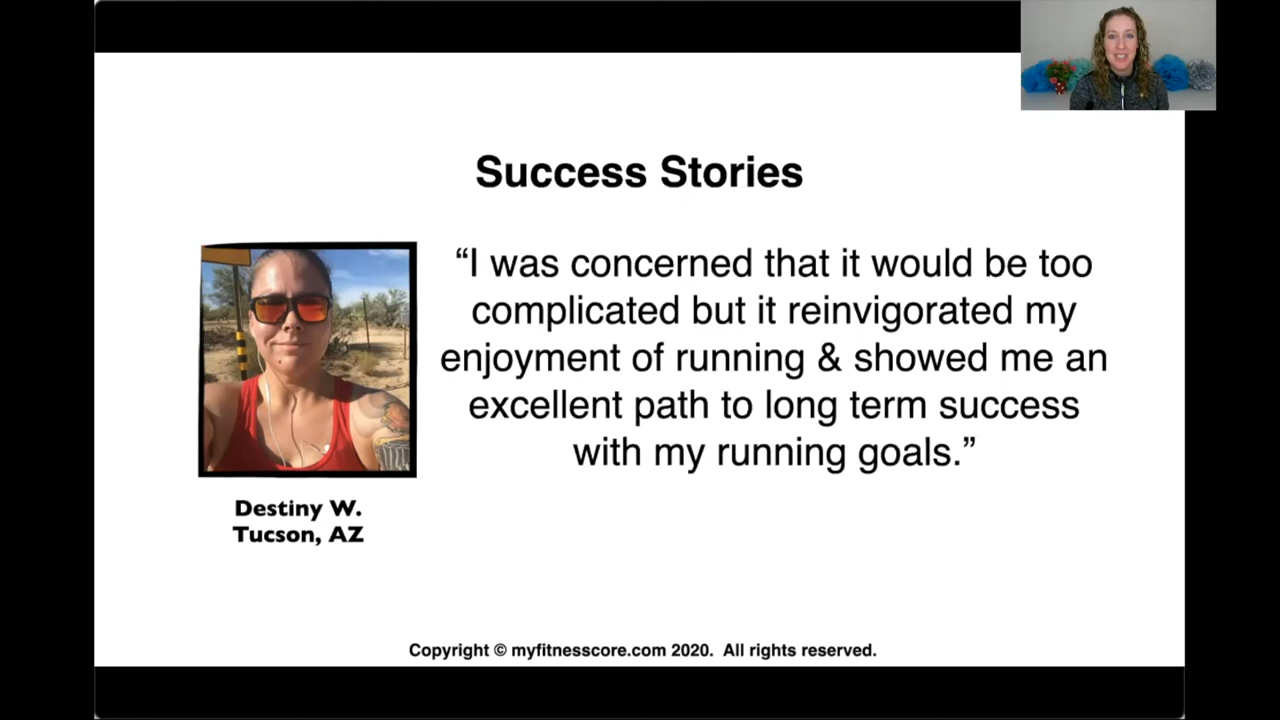 Success Stories
“I was concerned that it would be too
complicated but it reinvigorated my
enjoyment of running & showed me an
excellent path to long term success
with my running goals.”
Destiny W.
Tucson, AZ
Copyright © myfitnesscore.com 2020.  All rights reserved.